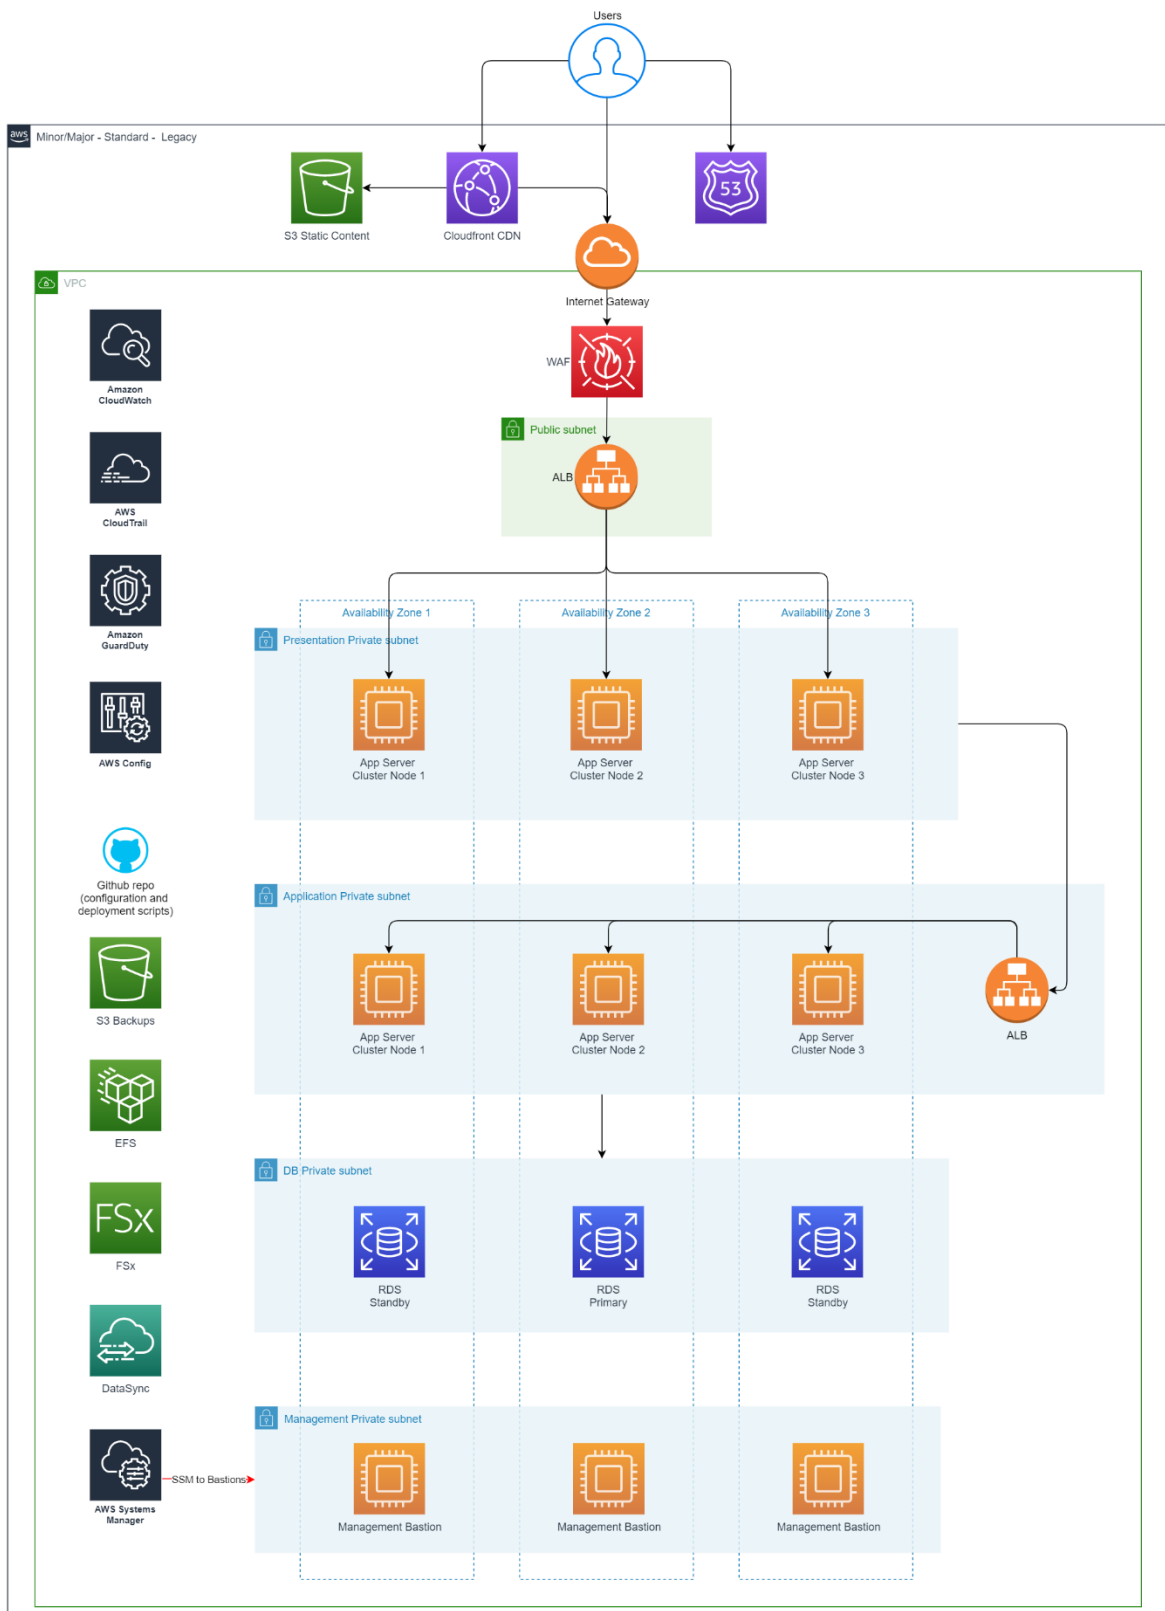 Users
aws
Minor/Major - Standard - Legacy
53
S3 Static Content
Cloudfront CDN
Internet Gateway
VPC
WAF
Amazon
CloudWatch
Public subnet
ALB
AWS
CloudTrail
Amazon
GuardDuty
Availability Zone 1
Availability Zone 2
Availability Zone 3
Presentation Private subnet
App Server
Cluster Node 1
App Server
Cluster Node 2
App Server
Cluster Node 3
AWS Config
Github repo
(configuration and
deployment scripts)
Application Private subnet
App Server
Cluster Node 1
App Server
Cluster Node 2
App Server
Cluster Node 3
ALB
S3 Backups
EFS
DB Private subnet
FSx
FSx
RDS
Standby
RDS
Primary
RDS
Standby
DataSync
Management Private subnet
SSM to Bastions
AWS Systems
Manager
Management Bastion
Management Bastion
Management Bastion